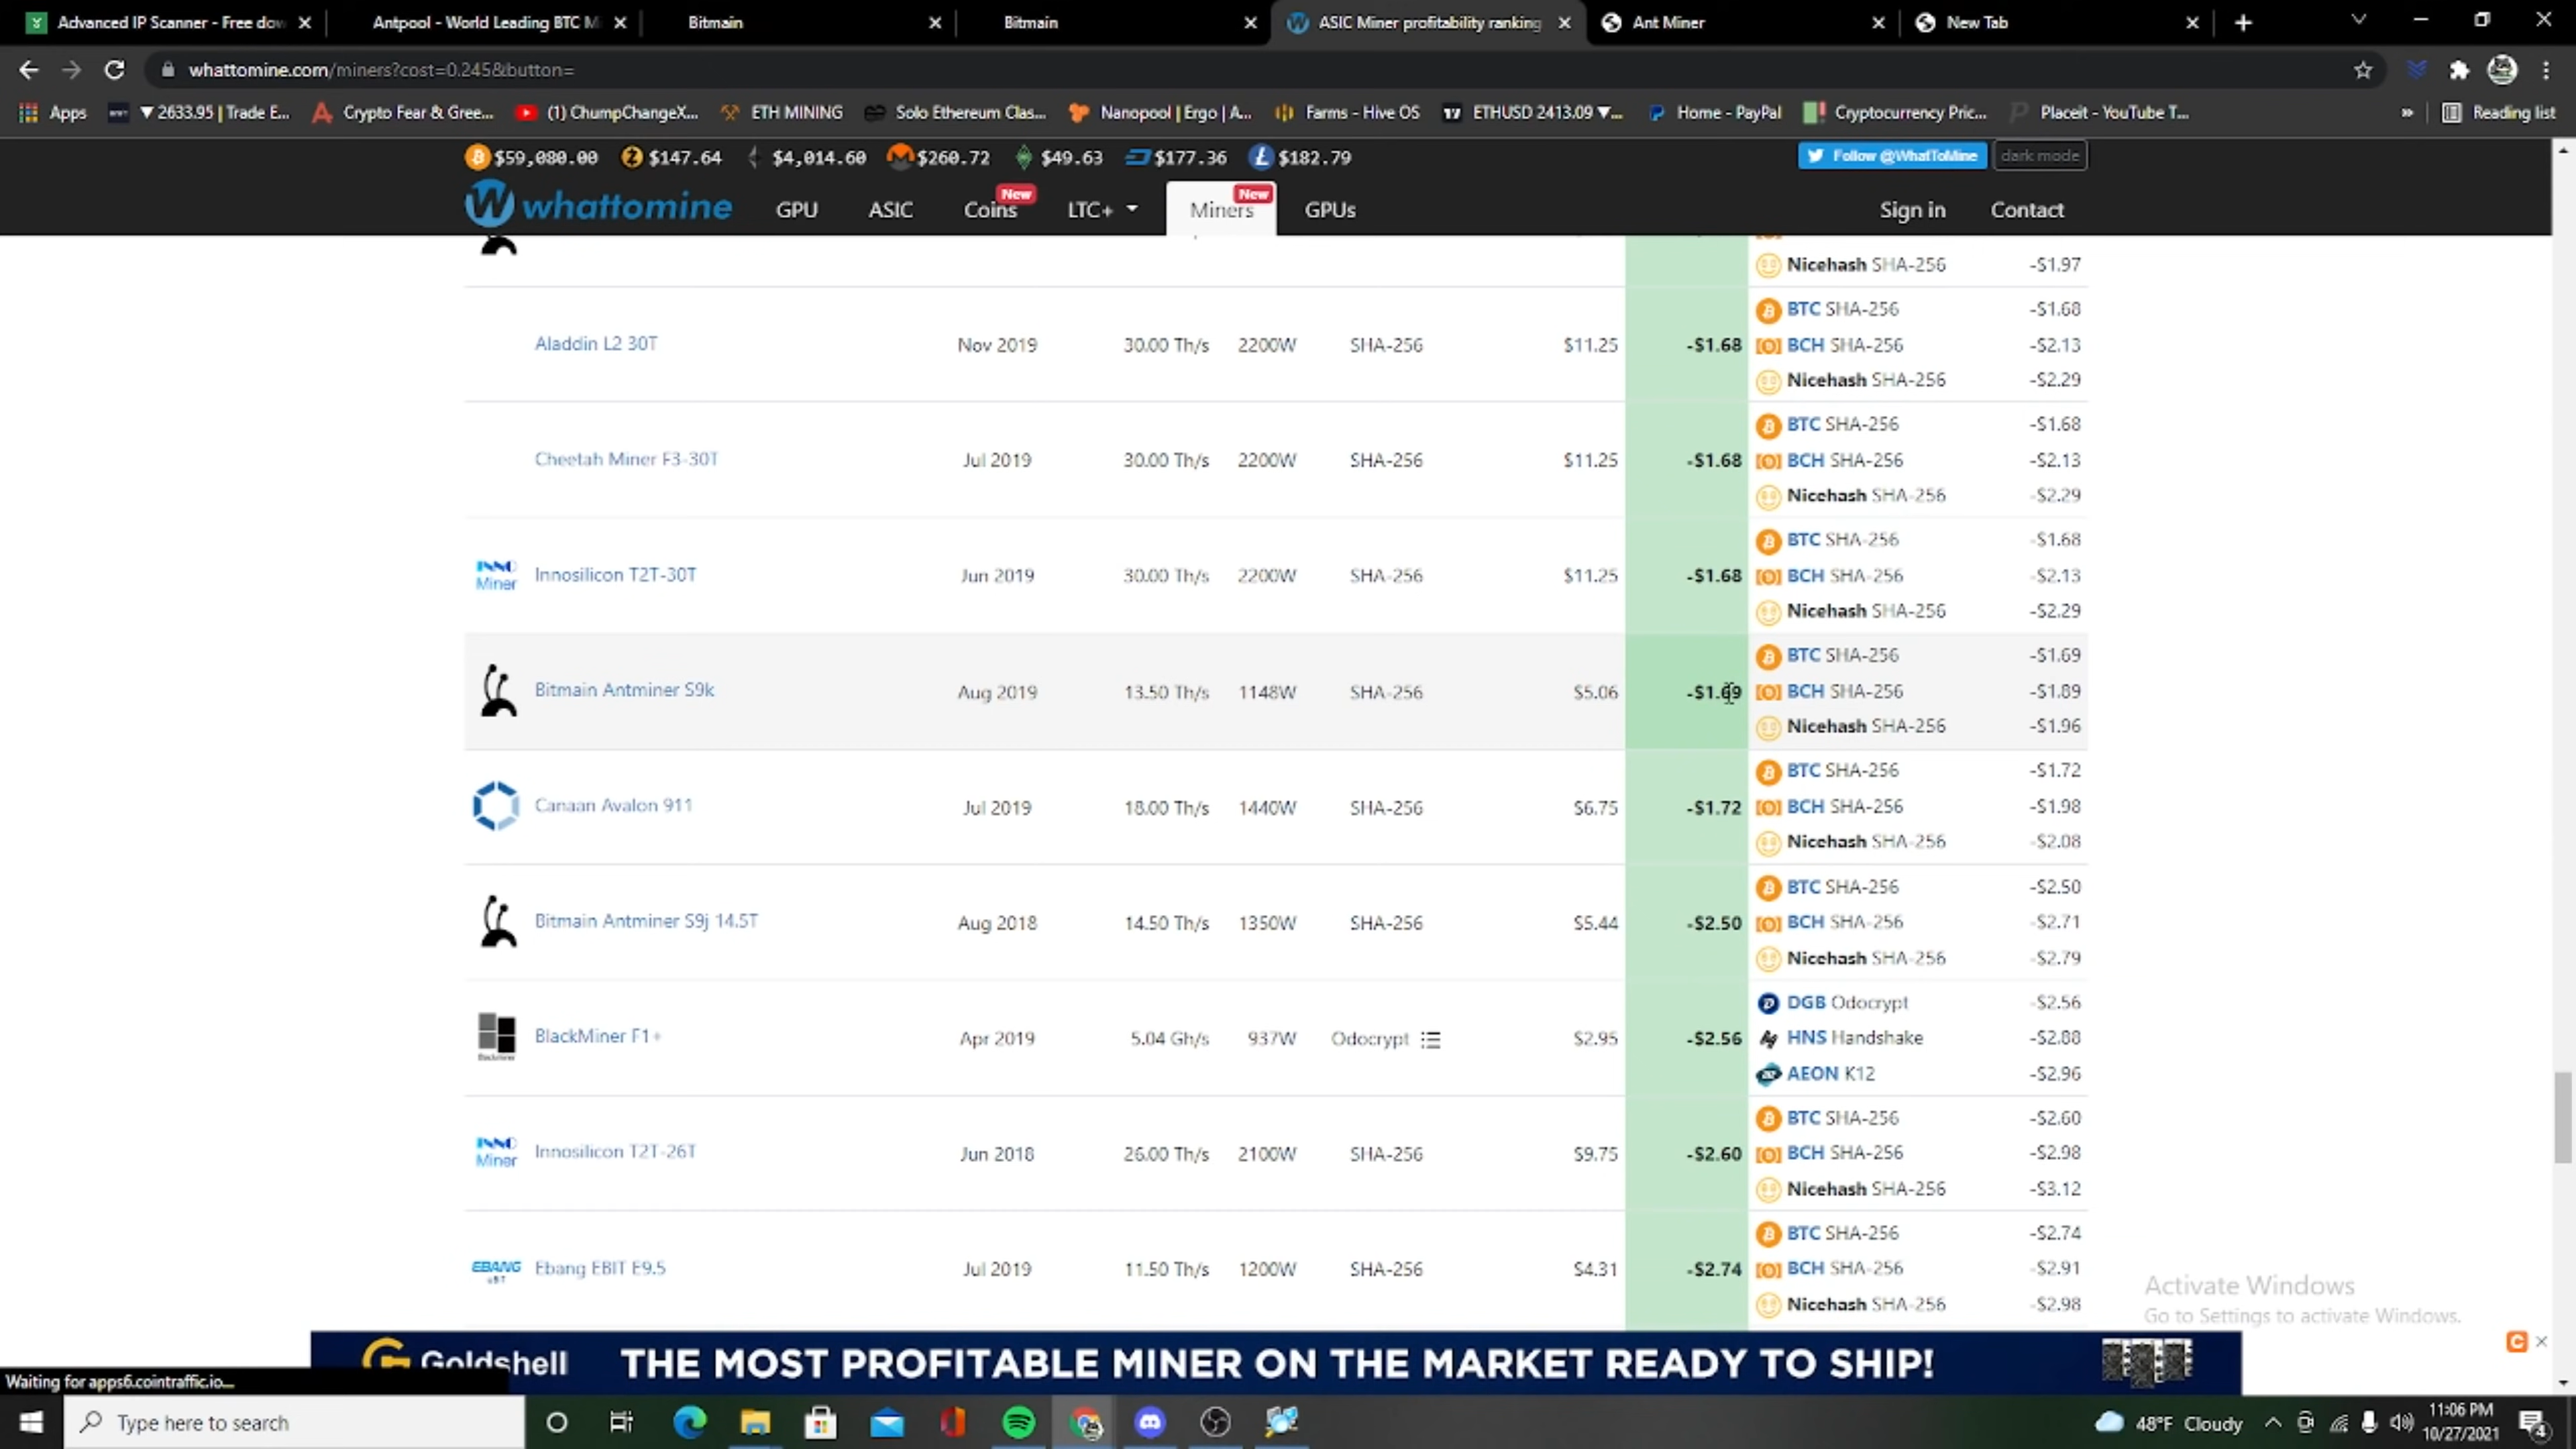 Advanced IP Scanner - Free dow
Antpool - World Leading BTC M
Bitmain
Bitmain
ASIC Miner profitability ranking
Ant Miner
New Tab
whattomine.com/miners?cost=0.245&button=
Apps
▼ 2633.95 | Trade E...
Crypto Fear & Gree...
(1) ChumpChangeX...
ETH MINING
Solo Ethereum Clas...
Nanopool | Ergo | A...
Farms - Hive OS
ETHUSD 2413.09 ▼...
Home - PayPal
Cryptocurrency Pric...
Placeit - YouTube T...
»
Reading list
$59,080.00 $147.64 $4,014.60 $260.72 $49.63 $177.36 $182.79
Follow @WhatToMine dark mode
whattomine GPU ASIC Coins New LTC+ Miners New GPUs Sign in Contact
Nicehash SHA-256 -$1.97
BTC SHA-256 -$1.68
Aladdin L2 30T Nov 2019 30.00 Th/s 2200W SHA-256 $11.25 -$1.68 BCH SHA-256 -$2.13
Nicehash SHA-256 -$2.29
BTC SHA-256 -$1.68
Cheetah Miner F3-30T Jul 2019 30.00 Th/s 2200W SHA-256 $11.25 -$1.68 BCH SHA-256 -$2.13
Nicehash SHA-256 -$2.29
BTC SHA-256 -$1.68
INNO Miner Innosilicon T2T-30T Jun 2019 30.00 Th/s 2200W SHA-256 $11.25 -$1.68 BCH SHA-256 -$2.13
Nicehash SHA-256 -$2.29
BTC SHA-256 -$1.69
Bitmain Antminer S9k Aug 2019 13.50 Th/s 1148W SHA-256 $5.06 -$1.69 BCH SHA-256 -$1.89
Nicehash SHA-256 -$1.96
BTC SHA-256 -$1.72
Canaan Avalon 911 Jul 2019 18.00 Th/s 1440W SHA-256 $6.75 -$1.72 BCH SHA-256 -$1.98
Nicehash SHA-256 -$2.08
BTC SHA-256 -$2.50
Bitmain Antminer S9j 14.5T Aug 2018 14.50 Th/s 1350W SHA-256 $5.44 -$2.50 BCH SHA-256 -$2.71
Nicehash SHA-256 -$2.79
DGB Odocrypt -$2.56
BlackMiner F1+ Apr 2019 5.04 Gh/s 937W Odocrypt $2.95 -$2.56 HNS Handshake -$2.88
AEON K12 -$2.96
BTC SHA-256 -$2.60
INNO Miner Innosilicon T2T-26T Jun 2018 26.00 Th/s 2100W SHA-256 $9.75 -$2.60 BCH SHA-256 -$2.98
Nicehash SHA-256 -$3.12
BTC SHA-256 -$2.74
EBANG Ebang EBIT E9.5 Jul 2019 11.50 Th/s 1200W SHA-256 $4.31 -$2.74 BCH SHA-256 -$2.91
Nicehash SHA-256 -$2.98
Activate Windows
Go to Settings to activate Windows.
Goldshell THE MOST PROFITABLE MINER ON THE MARKET READY TO SHIP!
Waiting for apps6.cointraffic.io...
Type here to search
48°F Cloudy
11:06 PM
10/27/2021
4